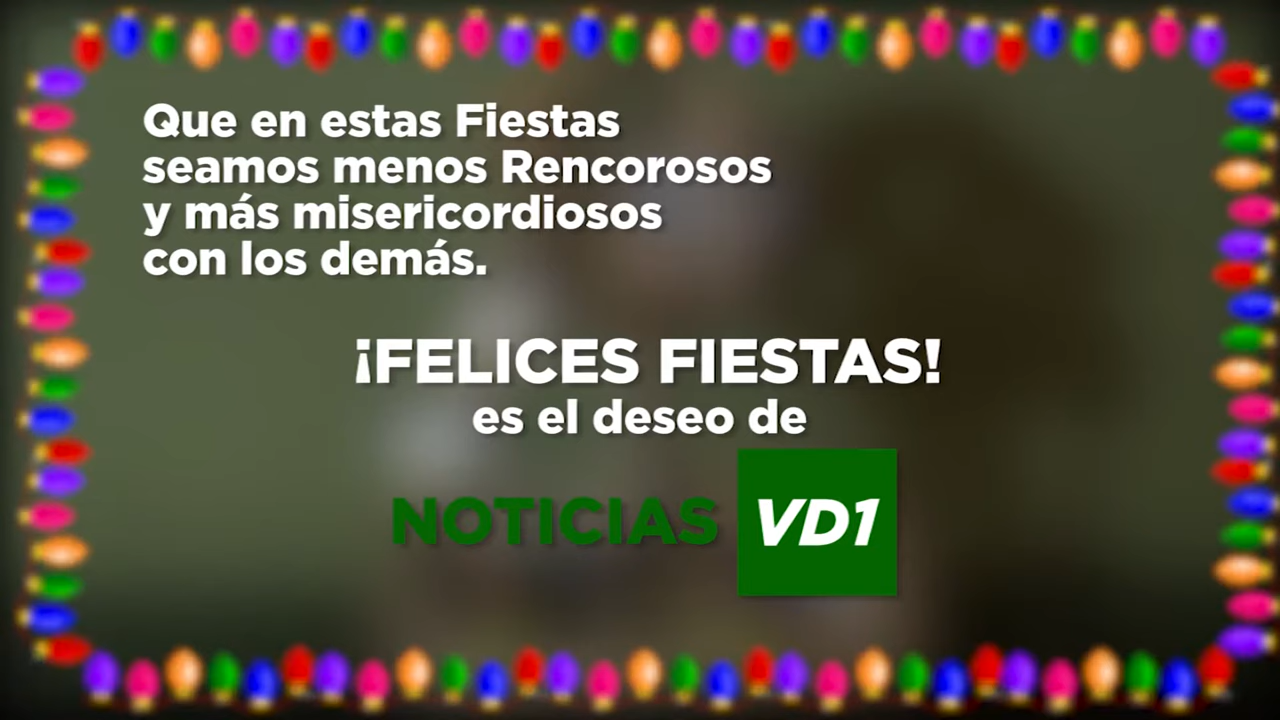 Que en estas Fiestas
seamos menos Rencorosos
y más misericordiosos
con los demás.
¡FELICES FIESTAS!
es el deseo de
NOTICIAS VD1